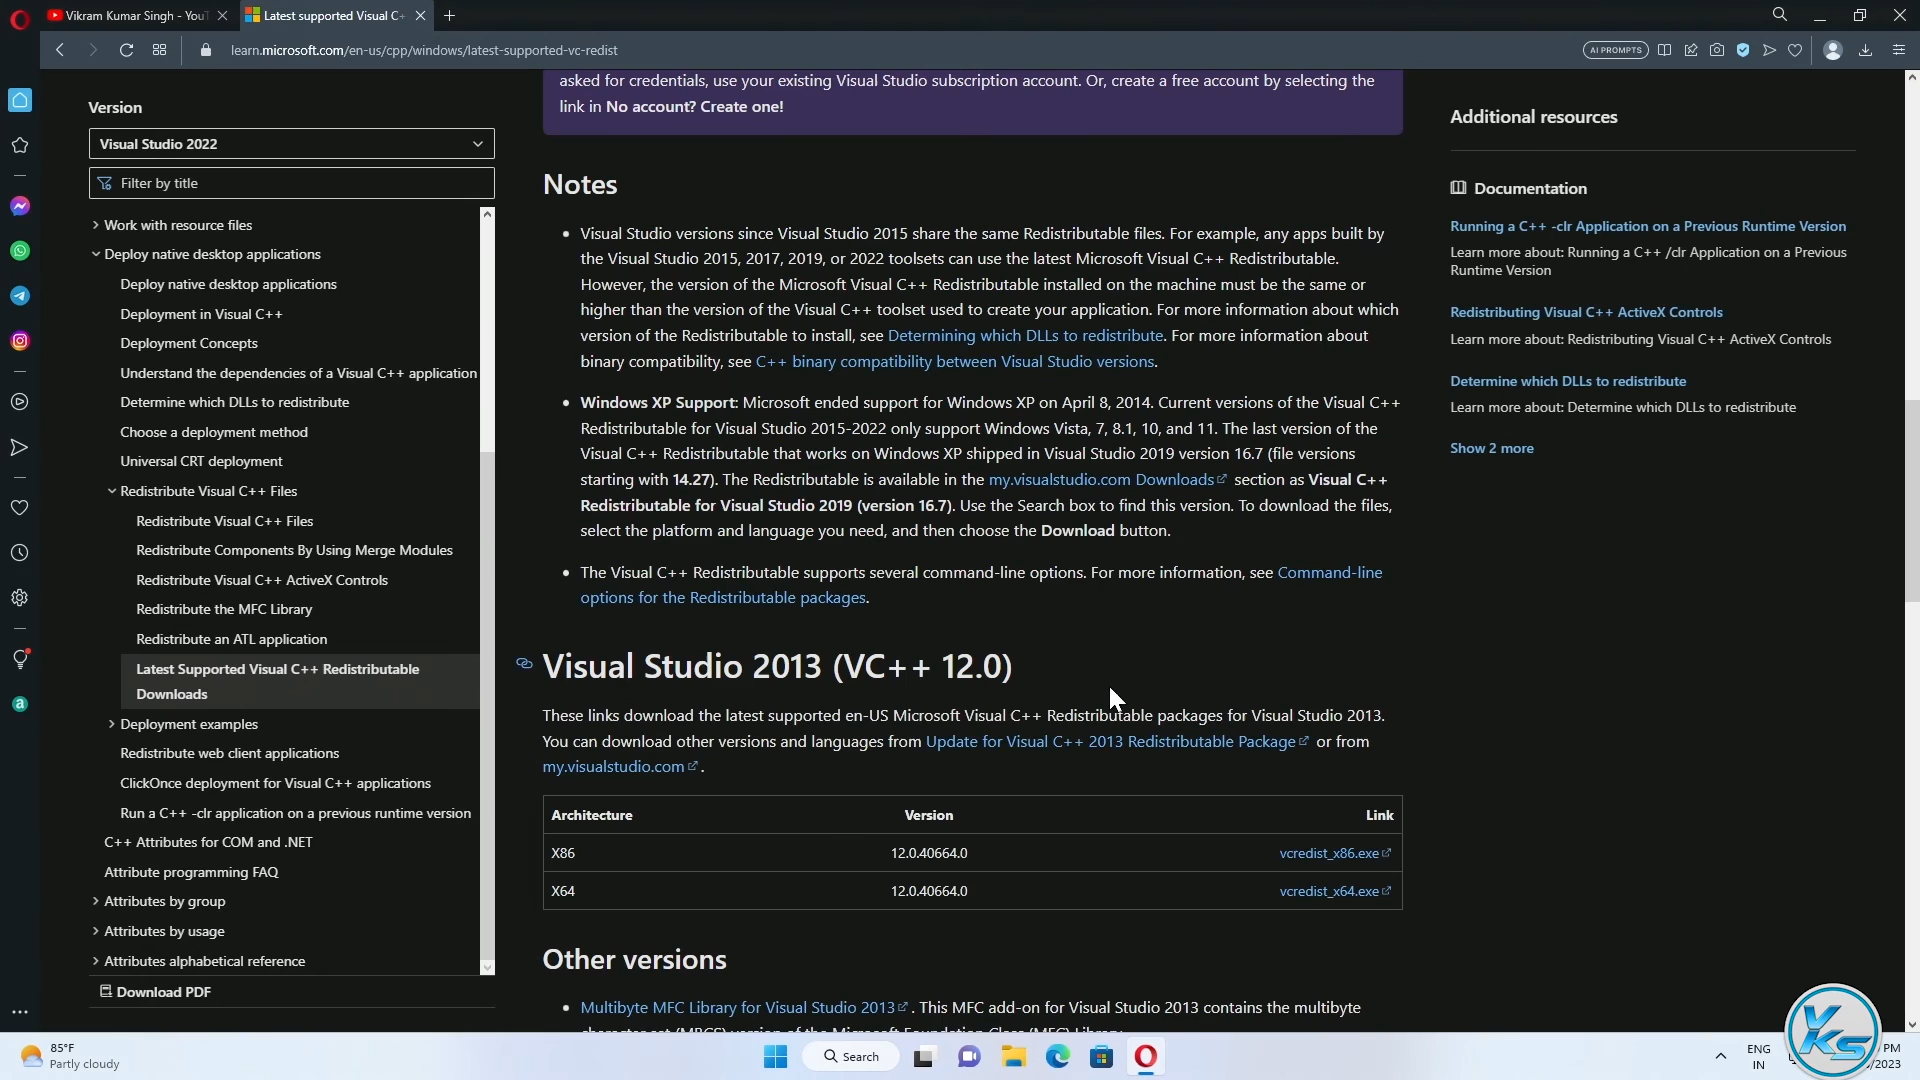 Vikram Kumar Singh - YouT
Latest supported Visual C+
learn.microsoft.com/en-us/cpp/windows/latest-supported-vc-redist
AI PROMPTS
Version
Visual Studio 2022
Filter by title
Work with resource files
Deploy native desktop applications
Deploy native desktop applications
Deployment in Visual C++
Deployment Concepts
Understand the dependencies of a Visual C++ application
Determine which DLLs to redistribute
Choose a deployment method
Universal CRT deployment
Redistribute Visual C++ Files
Redistribute Visual C++ Files
Redistribute Components By Using Merge Modules
Redistribute Visual C++ ActiveX Controls
Redistribute the MFC Library
Redistribute an ATL application
Latest Supported Visual C++ Redistributable
Downloads
Deployment examples
Redistribute web client applications
ClickOnce deployment for Visual C++ applications
Run a C++ -clr application on a previous runtime version
C++ Attributes for COM and .NET
Attribute programming FAQ
Attributes by group
Attributes by usage
Attributes alphabetical reference
Download PDF
asked for credentials, use your existing Visual Studio subscription account. Or, create a free account by selecting the
link in No account? Create one!
Notes
• Visual Studio versions since Visual Studio 2015 share the same Redistributable files. For example, any apps built by
the Visual Studio 2015, 2017, 2019, or 2022 toolsets can use the latest Microsoft Visual C++ Redistributable.
However, the version of the Microsoft Visual C++ Redistributable installed on the machine must be the same or
higher than the version of the Visual C++ toolset used to create your application. For more information about which
version of the Redistributable to install, see Determining which DLLs to redistribute. For more information about
binary compatibility, see C++ binary compatibility between Visual Studio versions.
• Windows XP Support: Microsoft ended support for Windows XP on April 8, 2014. Current versions of the Visual C++
Redistributable for Visual Studio 2015-2022 only support Windows Vista, 7, 8.1, 10, and 11. The last version of the
Visual C++ Redistributable that works on Windows XP shipped in Visual Studio 2019 version 16.7 (file versions
starting with 14.27). The Redistributable is available in the my.visualstudio.com Downloads section as Visual C++
Redistributable for Visual Studio 2019 (version 16.7). Use the Search box to find this version. To download the files,
select the platform and language you need, and then choose the Download button.
• The Visual C++ Redistributable supports several command-line options. For more information, see Command-line
options for the Redistributable packages.
Visual Studio 2013 (VC++ 12.0)
These links download the latest supported en-US Microsoft Visual C++ Redistributable packages for Visual Studio 2013.
You can download other versions and languages from Update for Visual C++ 2013 Redistributable Package or from
my.visualstudio.com.
Architecture Version Link
X86 12.0.40664.0 vcredist_x86.exe
X64 12.0.40664.0 vcredist_x64.exe
Other versions
• Multibyte MFC Library for Visual Studio 2013. This MFC add-on for Visual Studio 2013 contains the multibyte
character set (MBCS) version of the Microsoft Foundation Class (MFC) Library.
Additional resources
Documentation
Running a C++ -clr Application on a Previous Runtime Version
Learn more about: Running a C++ /clr Application on a Previous
Runtime Version
Redistributing Visual C++ ActiveX Controls
Learn more about: Redistributing Visual C++ ActiveX Controls
Determine which DLLs to redistribute
Learn more about: Determine which DLLs to redistribute
Show 2 more
85°F
Partly cloudy
Search
ENG
IN
PM
/2023
VKS